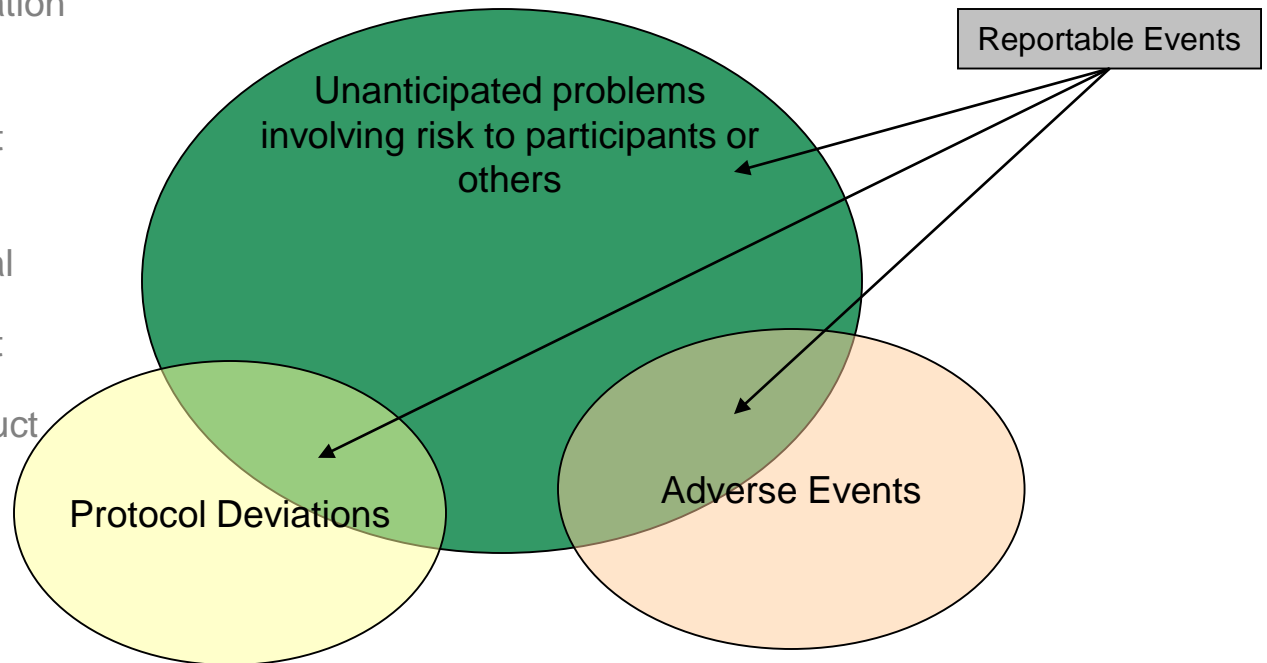 Reportable Events
Unanticipated problems
involving risk to participants or
others
Protocol Deviations
Adverse Events